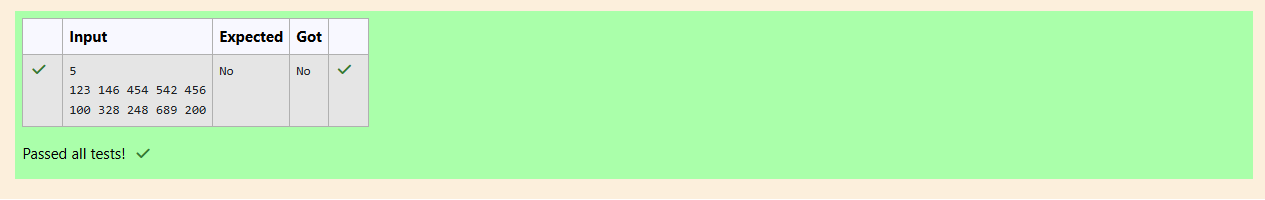 Input Expected Got
5 No No
123 146 454 542 456
100 328 248 689 200
Passed all tests!